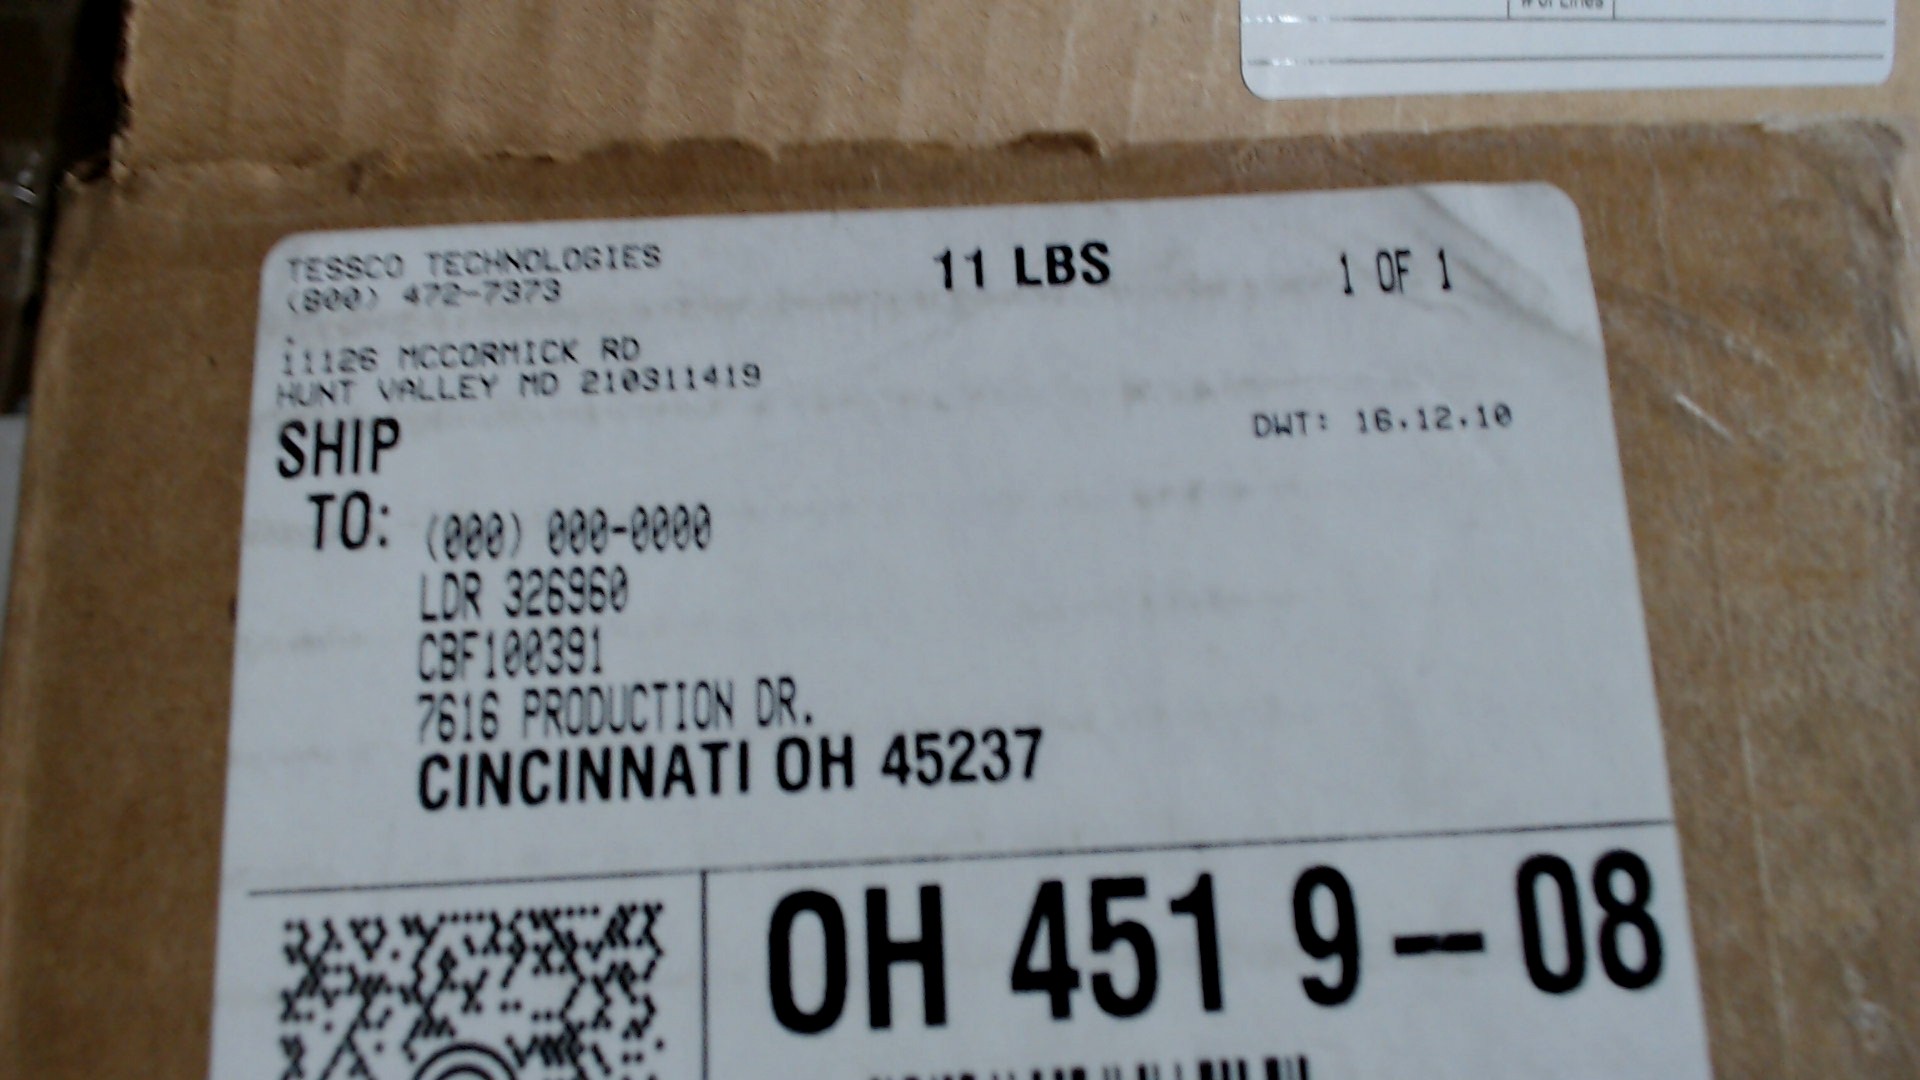 # of Lines
TESSCO TECHNOLOGIES
(800) 472-7373
11 LBS
1 OF 1
.
11126 MCCORMICK RD
HUNT VALLEY MD 210311419
DWT: 16.12.10
SHIP
TO:
(000) 000-0000
LDR 326960
CBF100391
7616 PRODUCTION DR.
CINCINNATI OH 45237
OH 451 9-08